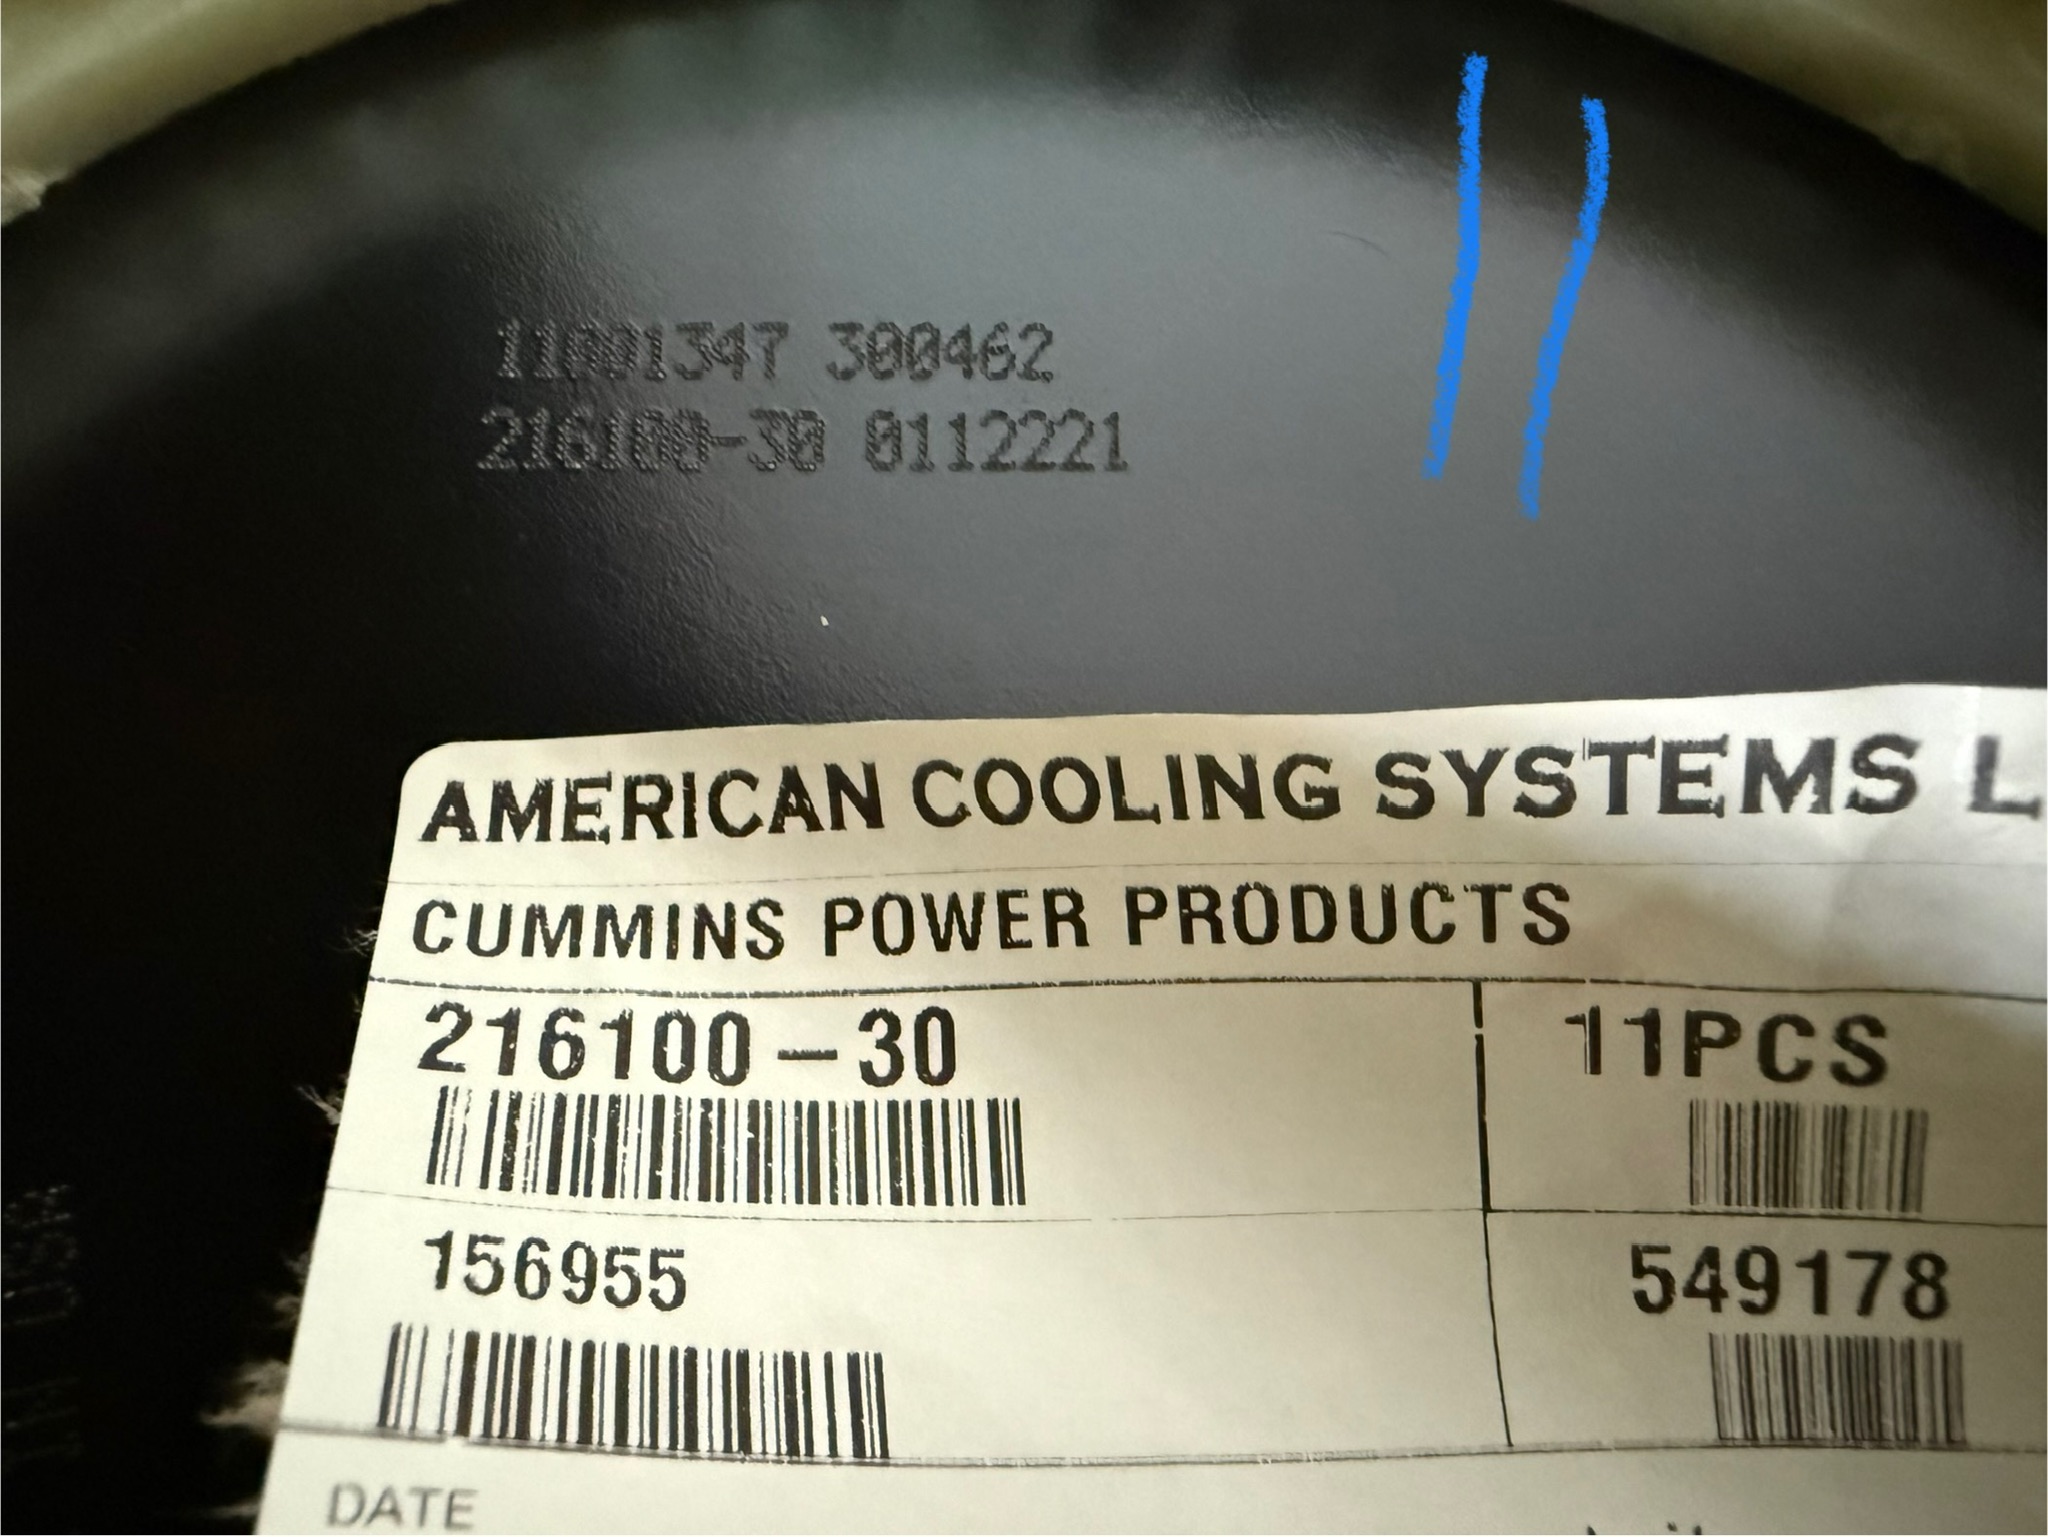 11001347 300462
216100-30 0112221
AMERICAN COOLING SYSTEMS L
CUMMINS POWER PRODUCTS
216100-30
11PCS
156955
549178
DATE